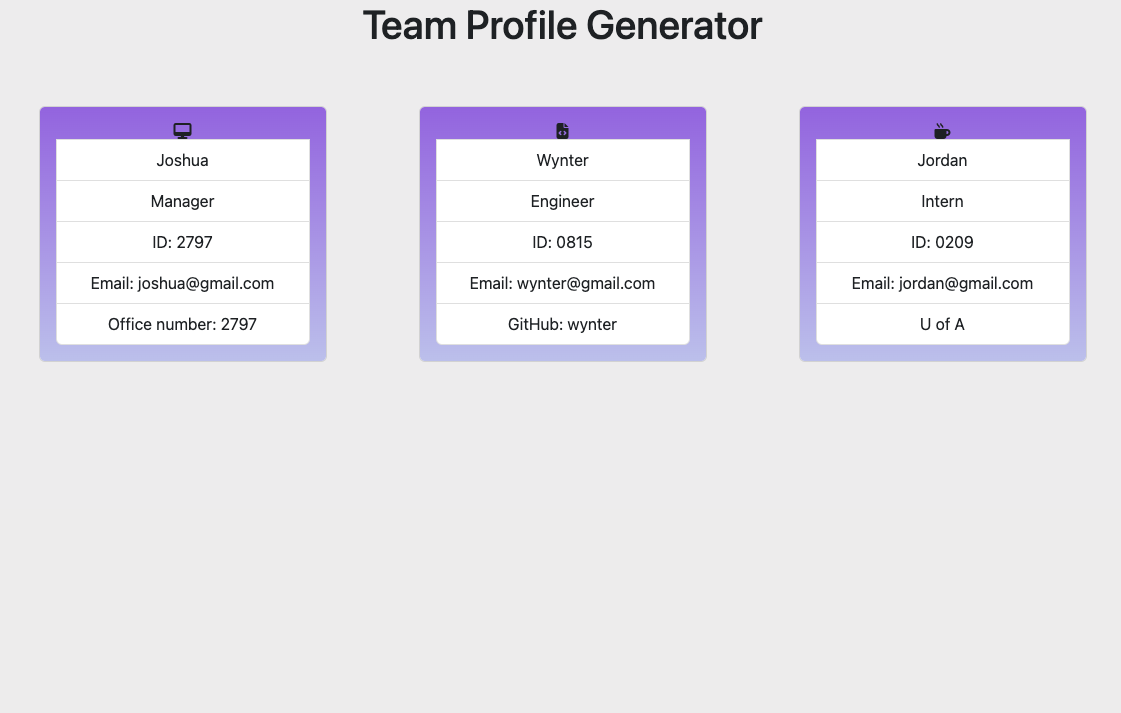 Team Profile Generator
Joshua
Manager
ID: 2797
Email: joshua@gmail.com
Office number: 2797
Wynter
Engineer
ID: 0815
Email: wynter@gmail.com
GitHub: wynter
Jordan
Intern
ID: 0209
Email: jordan@gmail.com
U of A